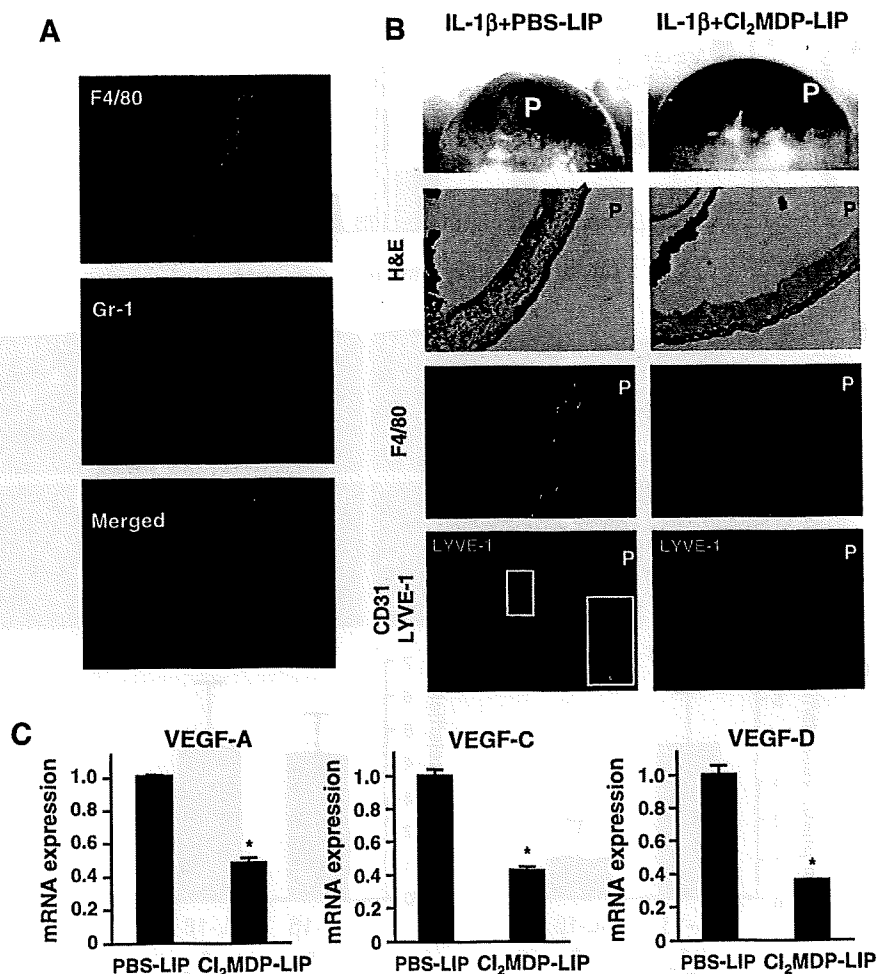 A
F4/80
Gr-1
Merged
B
IL-1β+PBS-LIP
IL-1β+Cl₂MDP-LIP
P
P
H&E
P
P
F4/80
P
P
CD31
LYVE-1
LYVE-1
P
LYVE-1
P
C
VEGF-A
mRNA expression
1.0
0.8
0.6
0.4
0.2
0
*
PBS-LIP
Cl₂MDP-LIP
VEGF-C
mRNA expression
1.0
0.8
0.6
0.4
0.2
0
*
PBS-LIP
Cl₂MDP-LIP
VEGF-D
mRNA expression
1.0
0.8
0.6
0.4
0.2
0
*
PBS-LIP
Cl₂MDP-LIP